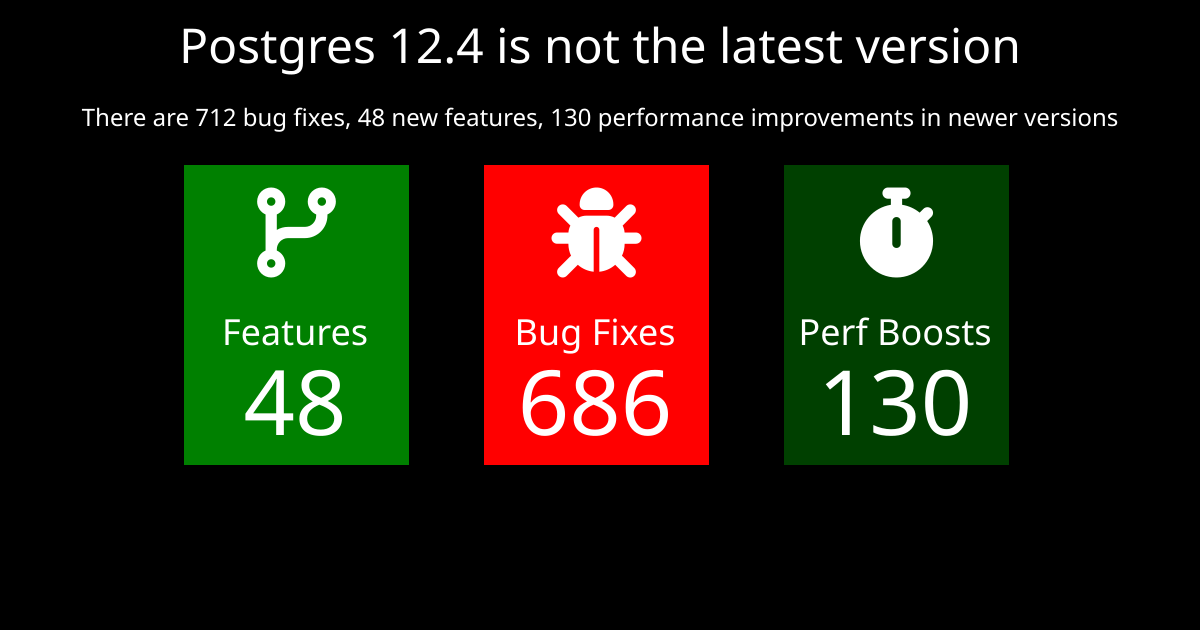 Postgres 12.4 is not the latest version
There are 712 bug fixes, 48 new features, 130 performance improvements in newer versions
Features
48
Bug Fixes
686
Perf Boosts
130